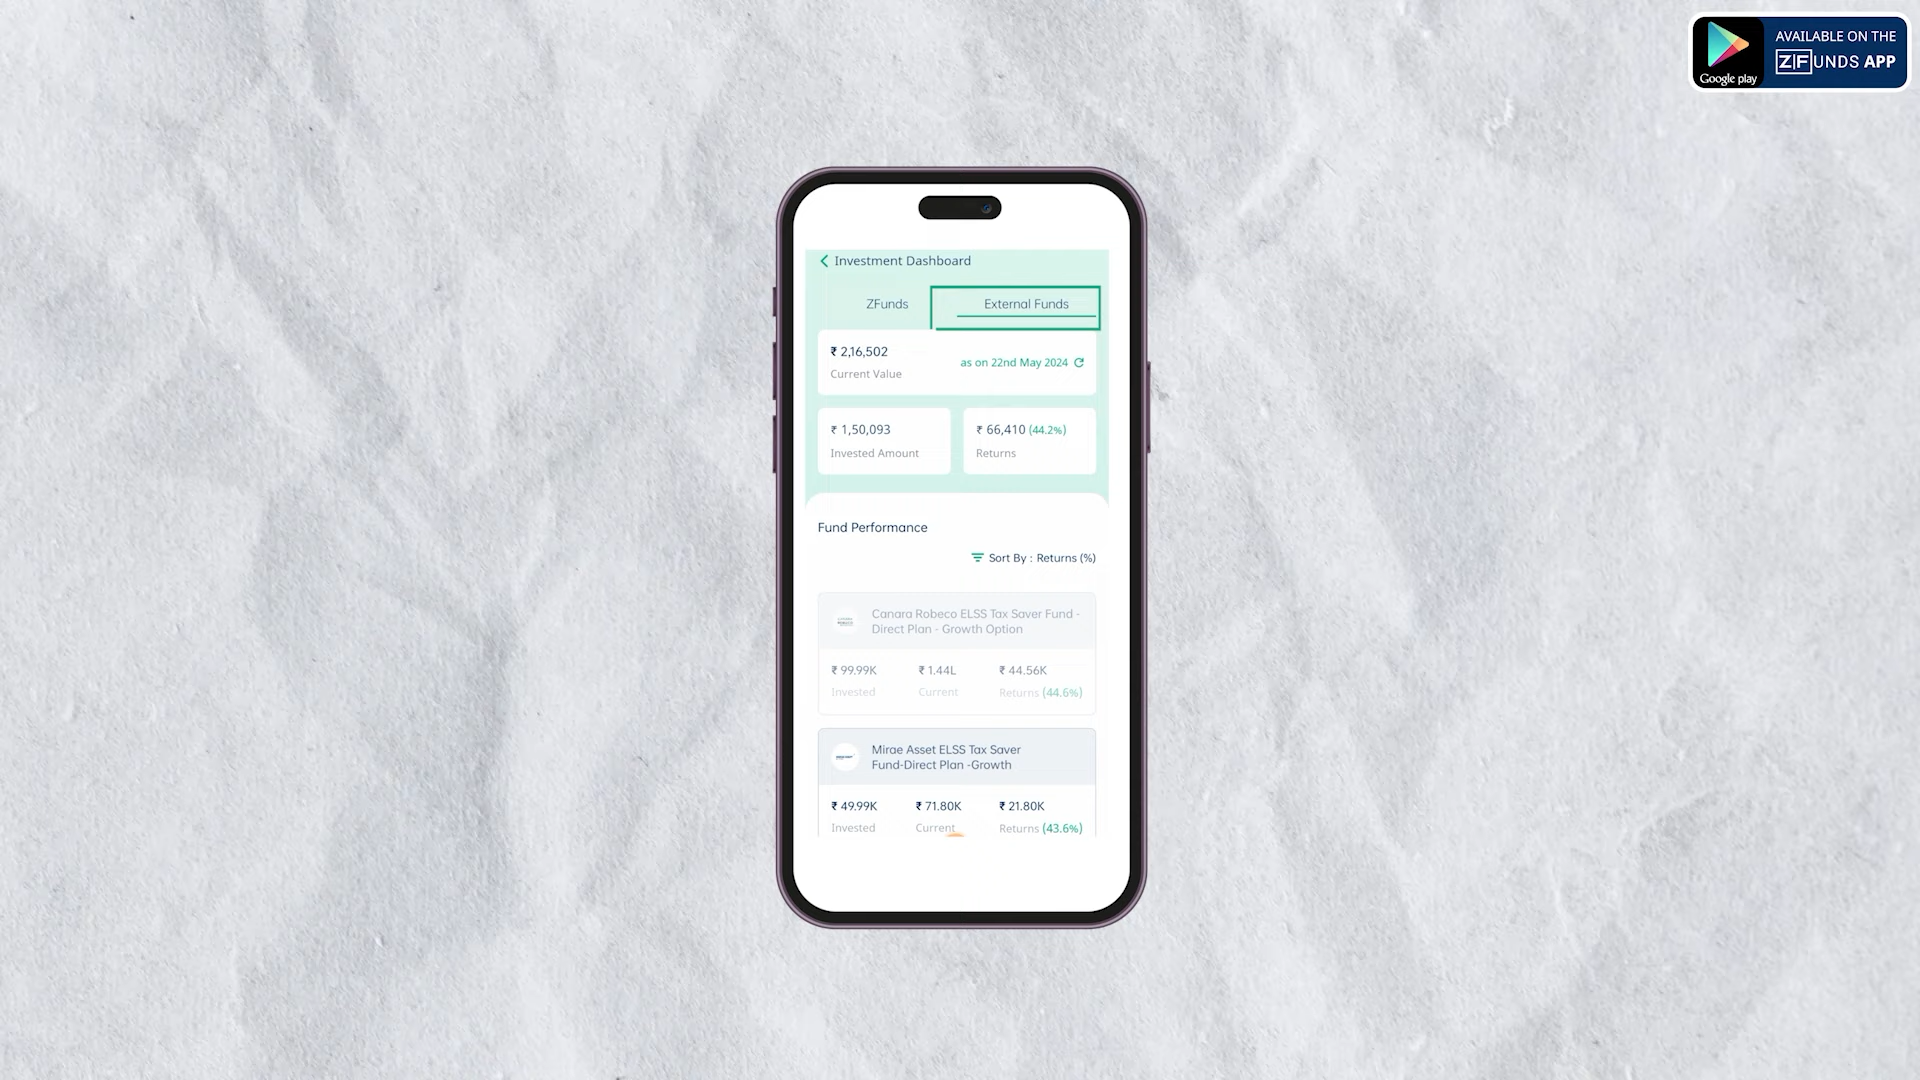 AVAILABLE ON THE
Google play
ZFUNDS APP
Investment Dashboard
ZFunds
External Funds
₹ 2,16,502
as on 22nd May 2024
Current Value
₹ 1,50,093
₹ 66,410 (44.2%)
Invested Amount
Returns
Fund Performance
Sort By : Returns (%)
Canara Robeco ELSS Tax Saver Fund -
Direct Plan - Growth Option
₹ 99.99K
₹ 1.44L
₹ 44.56K
Invested
Current
Returns (44.6%)
Mirae Asset ELSS Tax Saver
Fund-Direct Plan -Growth
₹ 49.99K
₹ 71.80K
₹ 21.80K
Invested
Current
Returns (43.6%)